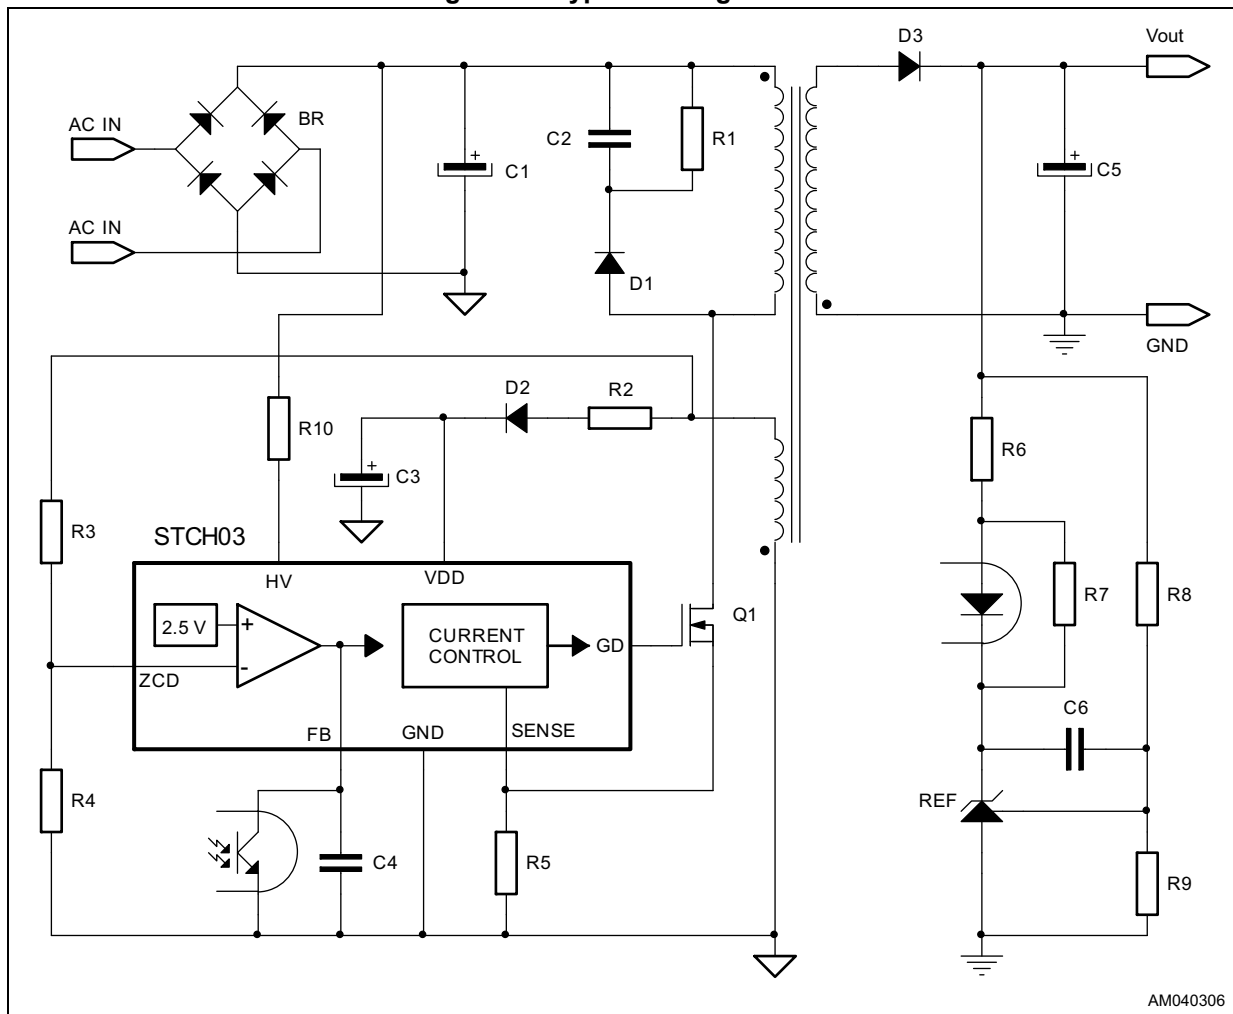 D3
Vout
BR
AC IN
C2
R1
+
C1
+
C5
AC IN
D1
GND
D2
R2
R10
R6
+
C3
R3
STCH03
HV
VDD
R7
R8
2.5 V
+
CURRENT
CONTROL
GD
Q1
-
ZCD
FB
GND
SENSE
C6
R4
REF
C4
R5
R9
AM040306